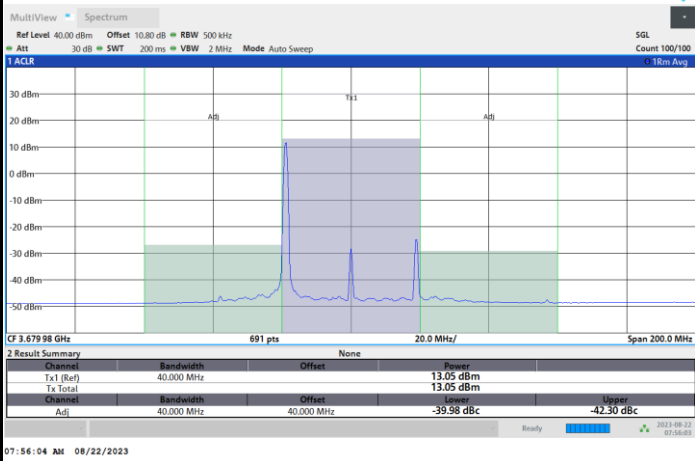 MultiView Spectrum
Ref Level 40.00 dBm Offset 10.80 dB RBW 500 kHz SGL
Att 30 dB SWT 200 ms VBW 2 MHz Mode Auto Sweep Count 100/100
1 ACLR 1Rm Avg
30 dBm
Tx1
20 dBm
Adj Adj
10 dBm
0 dBm
-10 dBm
-20 dBm
-30 dBm
-40 dBm
-50 dBm
CF 3.67998 GHz 691 pts 20.0 MHz/ Span 200.0 MHz
2 Result Summary None
Channel Bandwidth Offset Power
Tx1 (Ref) 40.000 MHz 13.05 dBm
Tx Total 13.05 dBm
Channel Bandwidth Offset Lower Upper
Adj 40.000 MHz 40.000 MHz -39.98 dBc -42.30 dBc
Ready 2023-08-22
07:56:03
07:56:04 AM 08/22/2023